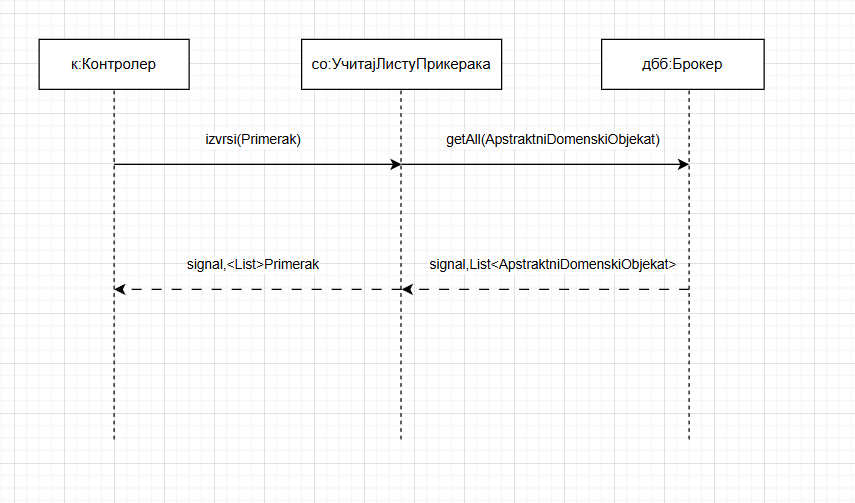 к:Контролер
со:УчитајЛистуПрикерака
дбб:Брокер
izvrsi(Primerak)
getAll(ApstraktniDomenskiObjekat)
signal,<List>Primerak
signal,List<ApstraktniDomenskiObjekat>